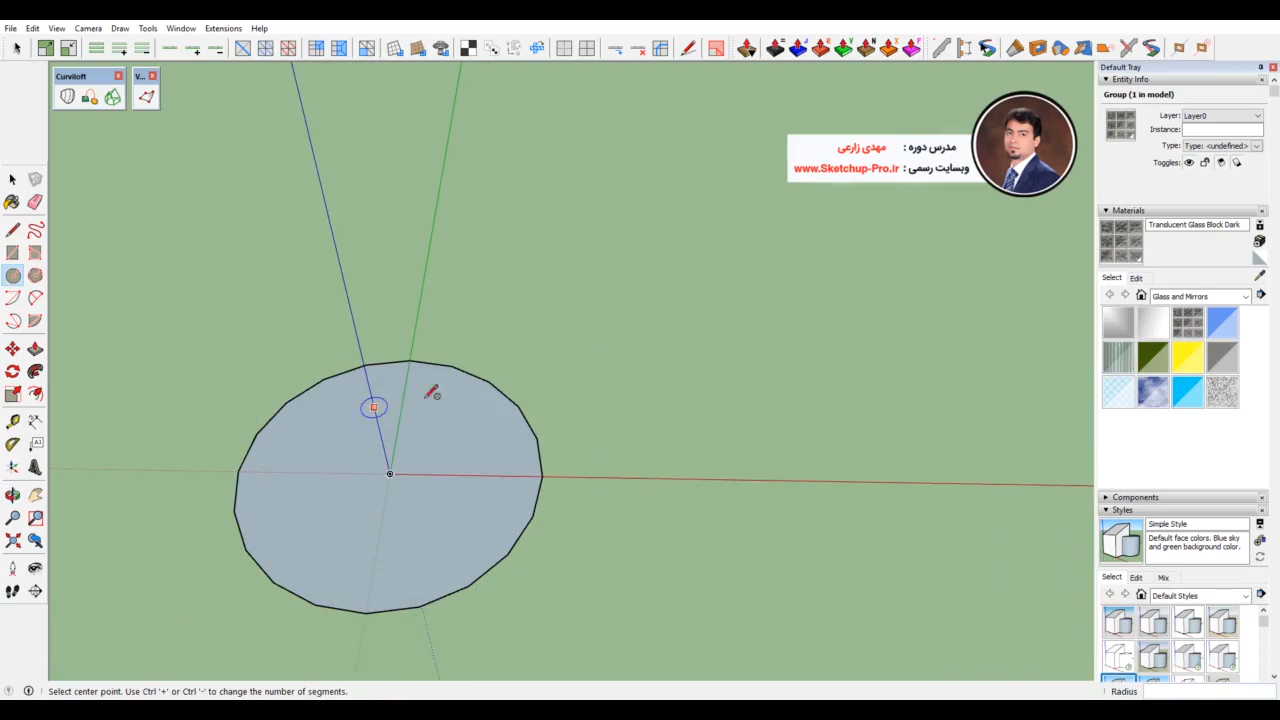 File Edit View Camera Draw Tools Window Extensions Help
Default Tray
Curviloft
V...
Entity Info
Group (1 in model)
Layer: Layer0
Instance:
Type: Type: <undefined>
Toggles:
مدرس دوره : مهدی زارعی
وبسایت رسمی : www.Sketchup-Pro.ir
Materials
Translucent Glass Block Dark
Select Edit
Glass and Mirrors
Components
Styles
Simple Style
Default face colors. Blue sky
and green background color.
Select Edit Mix
Default Styles
Select center point. Use Ctrl '+' or Ctrl '-' to change the number of segments.
Radius